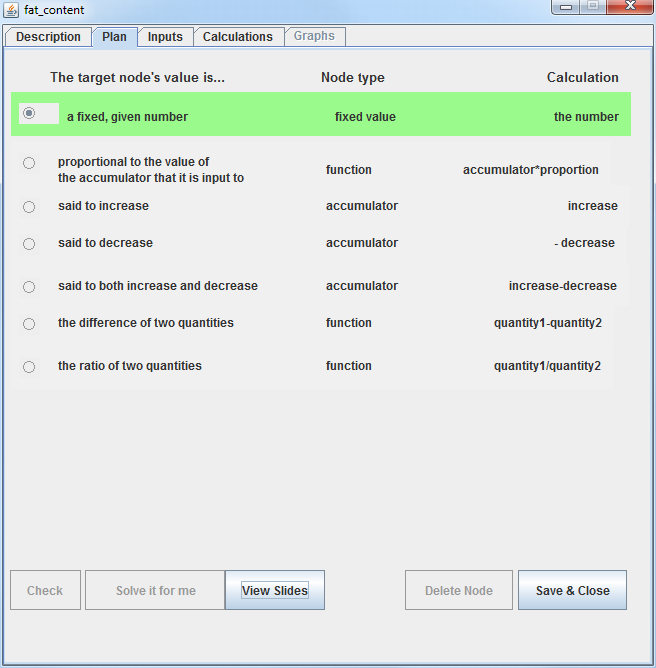 fat_content
Description Plan Inputs Calculations Graphs
The target node's value is... Node type Calculation
a fixed, given number fixed value the number
proportional to the value of
the accumulator that it is input to function accumulator*proportion
said to increase accumulator increase
said to decrease accumulator - decrease
said to both increase and decrease accumulator increase-decrease
the difference of two quantities function quantity1-quantity2
the ratio of two quantities function quantity1/quantity2
Check Solve it for me View Slides Delete Node Save & Close